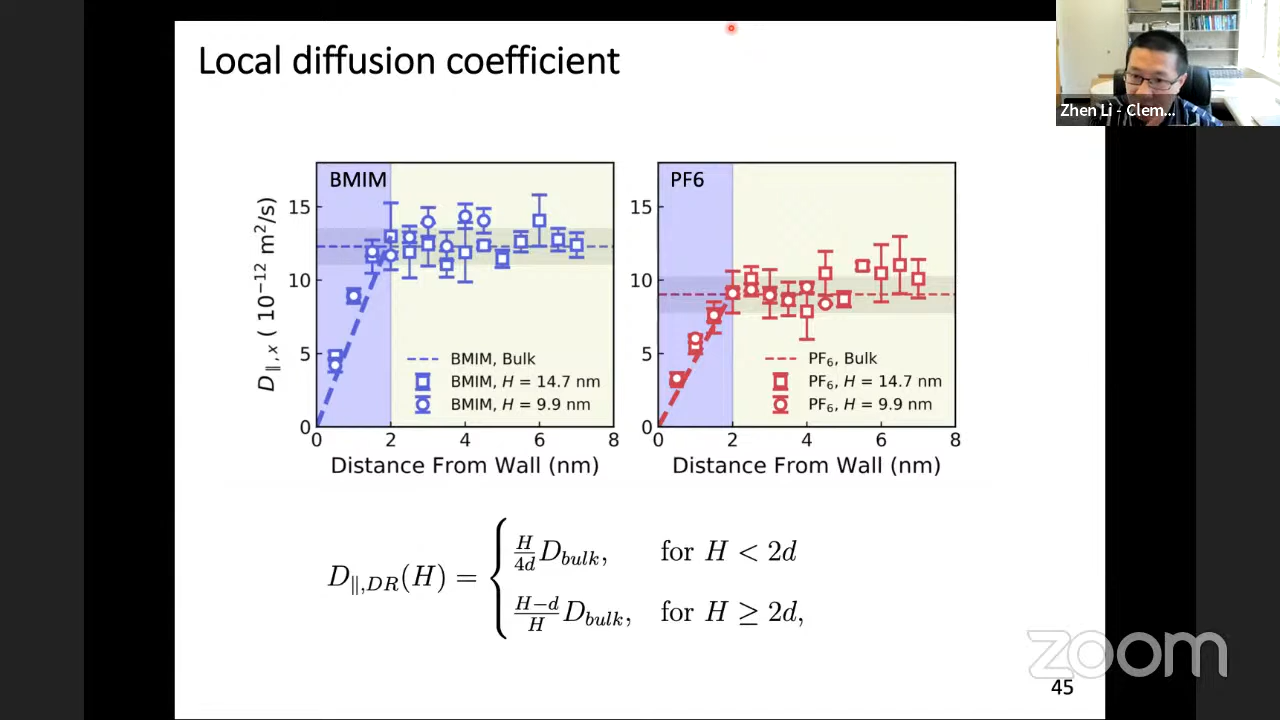 Local diffusion coefficient
Zhen Li - Clem...
BMIM
PF6
D∥,x ( 10−12 m2/s)
15
10
5
0
0 2 4 6 8
Distance From Wall (nm)
BMIM, Bulk
BMIM, H = 14.7 nm
BMIM, H = 9.9 nm
15
10
5
0
0 2 4 6 8
Distance From Wall (nm)
PF6, Bulk
PF6, H = 14.7 nm
PF6, H = 9.9 nm
D∥,DR(H) =
H/4d Dbulk, for H < 2d
H−d/H Dbulk, for H ≥ 2d,
zoom
45